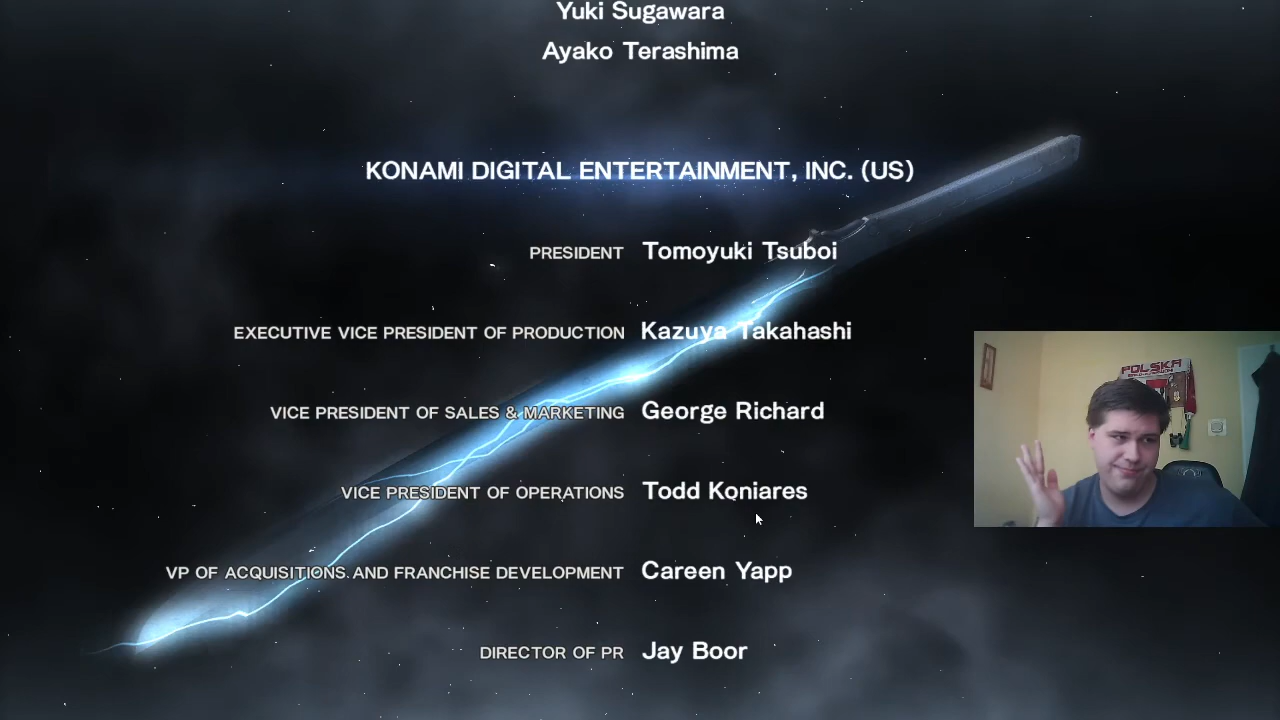 Yuki Sugawara
Ayako Terashima
KONAMI DIGITAL ENTERTAINMENT, INC. (US)
PRESIDENT Tomoyuki Tsuboi
EXECUTIVE VICE PRESIDENT OF PRODUCTION Kazuya Takahashi
VICE PRESIDENT OF SALES & MARKETING George Richard
VICE PRESIDENT OF OPERATIONS Todd Koniares
VP OF ACQUISITIONS AND FRANCHISE DEVELOPMENT Careen Yapp
DIRECTOR OF PR Jay Boor
POLSKA